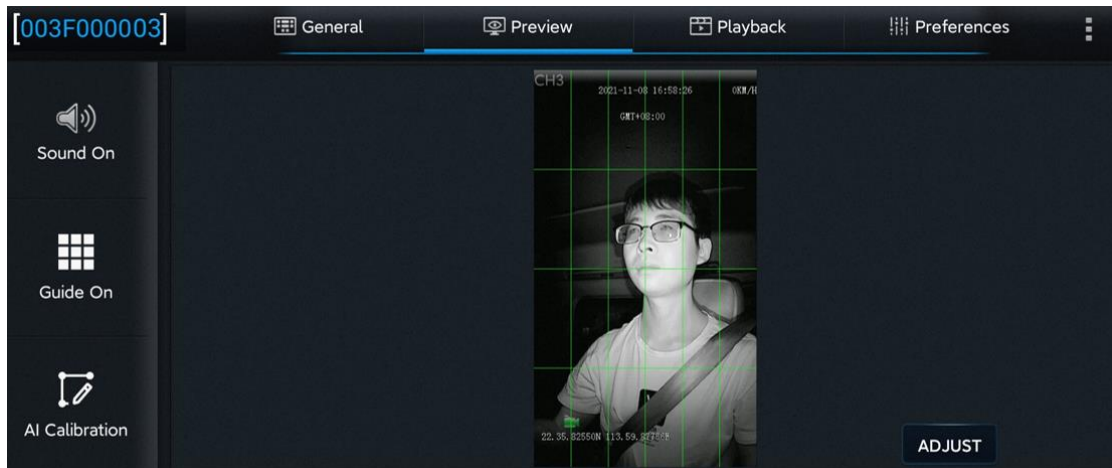 [003F000003]
General
Preview
Playback
Preferences
Sound On
Guide On
AI Calibration
CH3
2021-11-08 16:58:26 0KM/H
GMT+08:00
22.35.82550N 113.59.
ADJUST